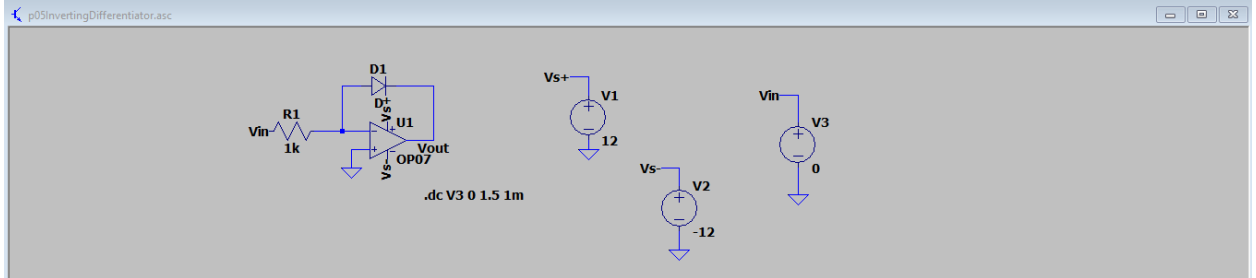 p05InvertingDifferentiator.asc
D1
D
Vs+
R1
Vin
1k
U1
Vout
OP07
Vs-
.dc V3 0 1.5 1m
Vs+
V1
12
Vs-
V2
-12
Vin
V3
0